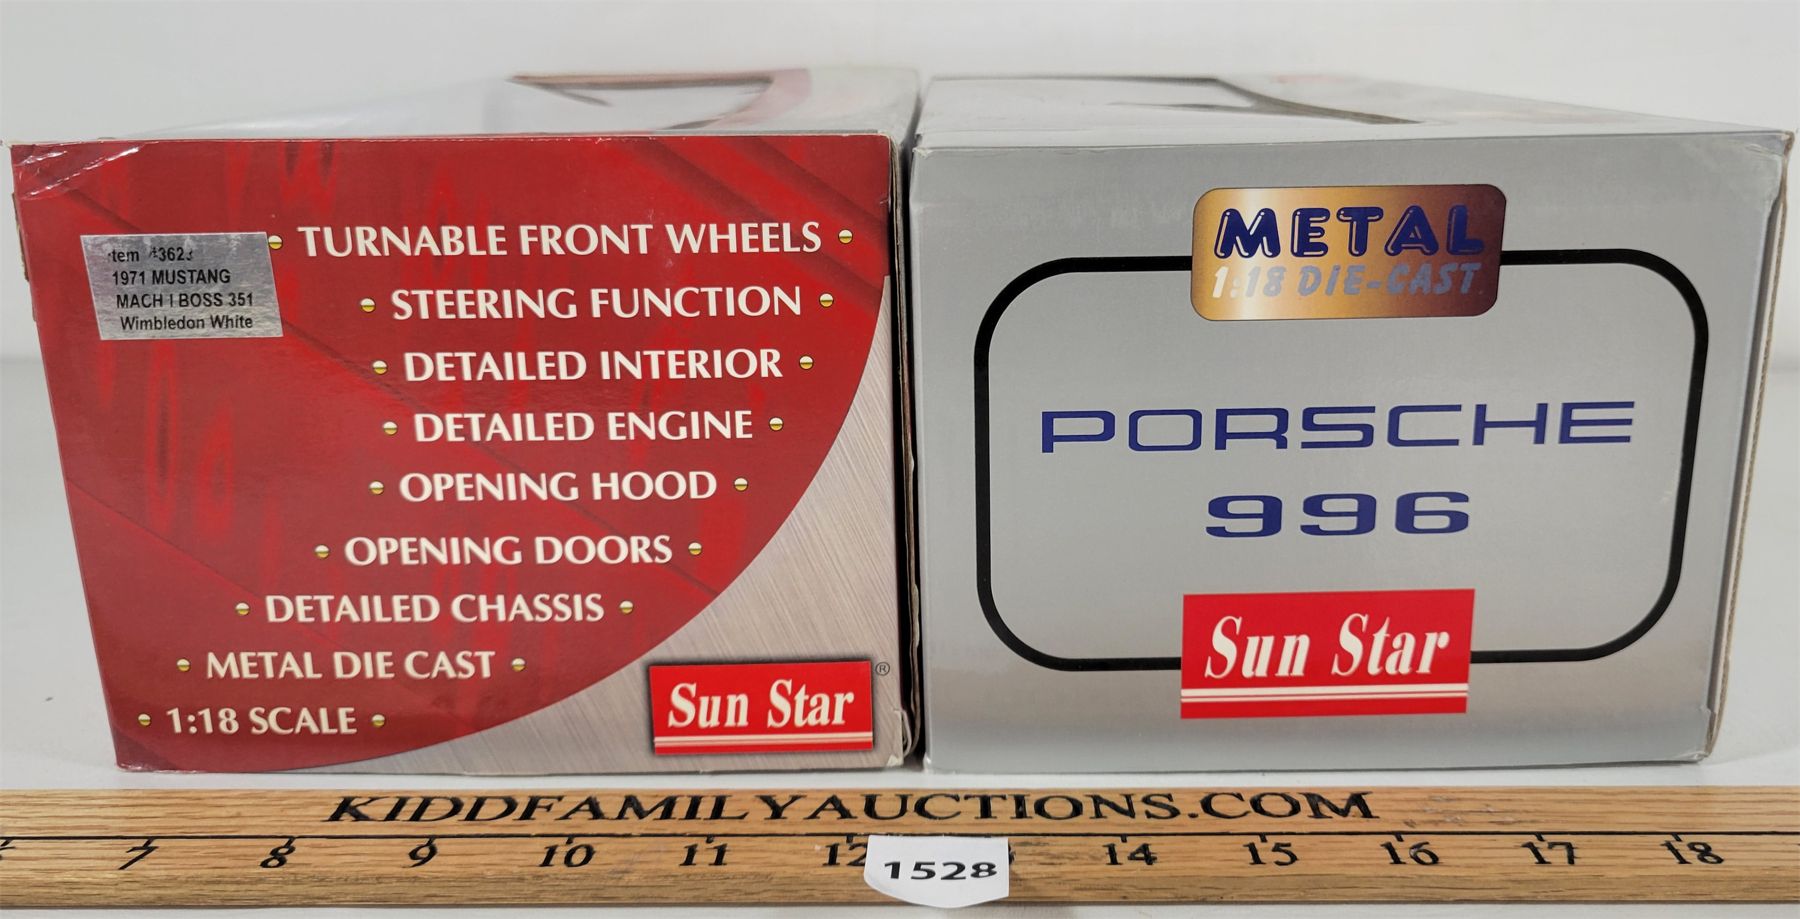 1971 MUSTANG
MACH I BOSS 351
Wimbledon White
TURNABLE FRONT WHEELS
STEERING FUNCTION
DETAILED INTERIOR
DETAILED ENGINE
OPENING HOOD
OPENING DOORS
DETAILED CHASSIS
METAL DIE CAST
1:18 SCALE
Sun Star ®
METAL
1:18 DIE-CAST
PORSCHE
996
Sun Star
KIDDFAMILYAUCTIONS.COM
7 8 9 10 11 12 14 15 16 17 18
1528